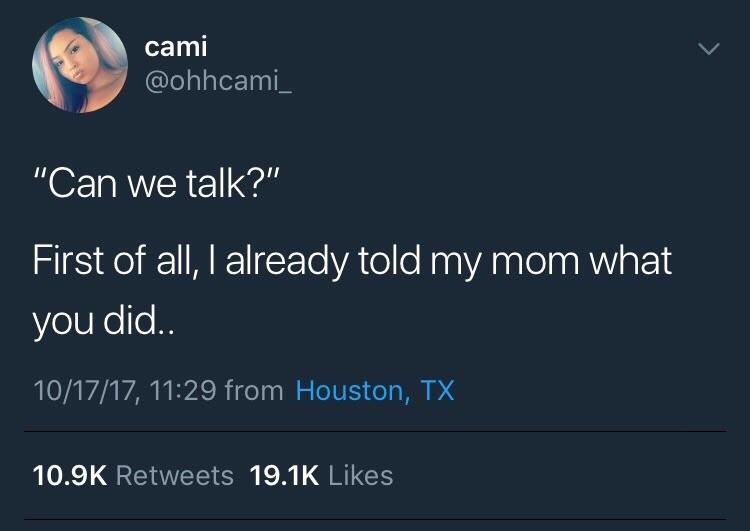 cami
@ohhcami_
“Can we talk?”
First of all, I already told my mom what
you did..
10/17/17, 11:29 from Houston, TX
10.9K Retweets 19.1K Likes